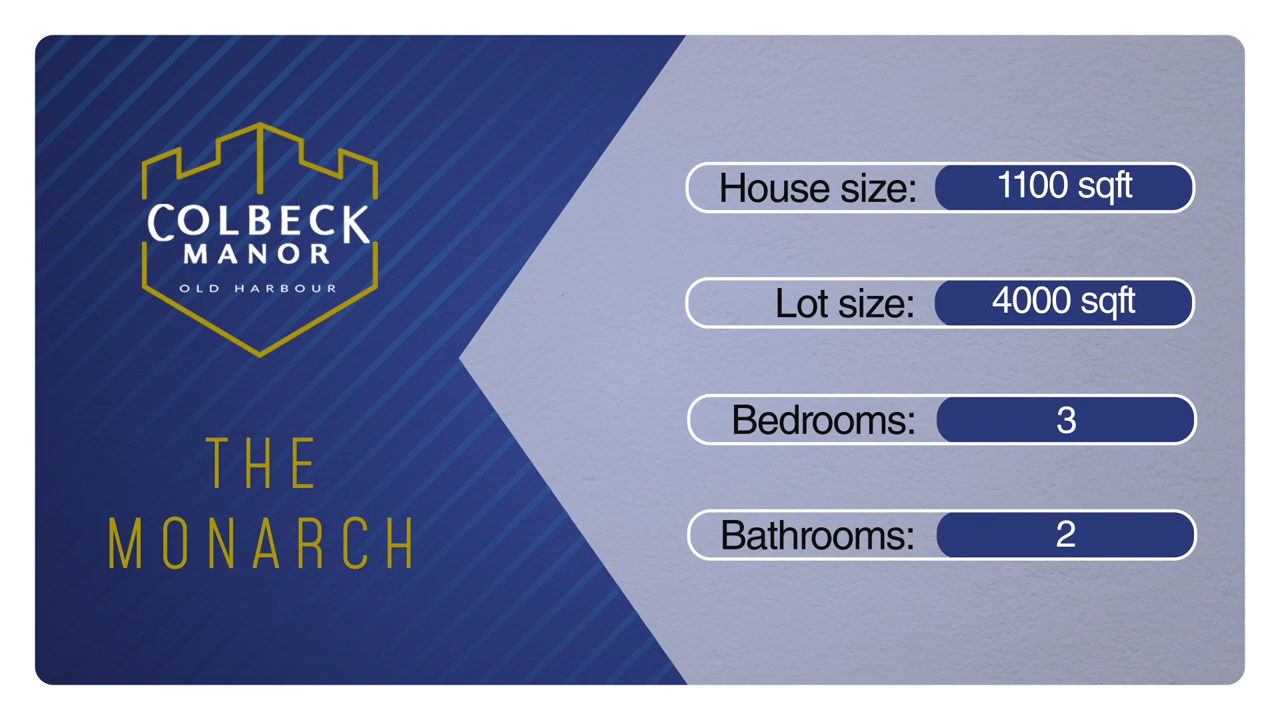 COLBECK
MANOR
OLD HARBOUR
THE
MONARCH
House size: 1100 sqft
Lot size: 4000 sqft
Bedrooms: 3
Bathrooms: 2